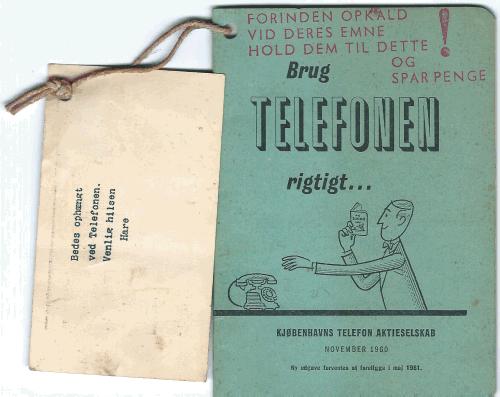 FORINDEN OPKALD
VID DERES EMNE
HOLD DEM TIL DETTE !
OG
SPAR PENGE
Brug
TELEFONEN
rigtigt...
KJØBENHAVNS TELEFON AKTIESELSKAB
NOVEMBER 1960
Ny udgave forventes at foreligge i maj 1961.
Bedes ophængt
ved Telefonen.
Venlig hilsen
Hare